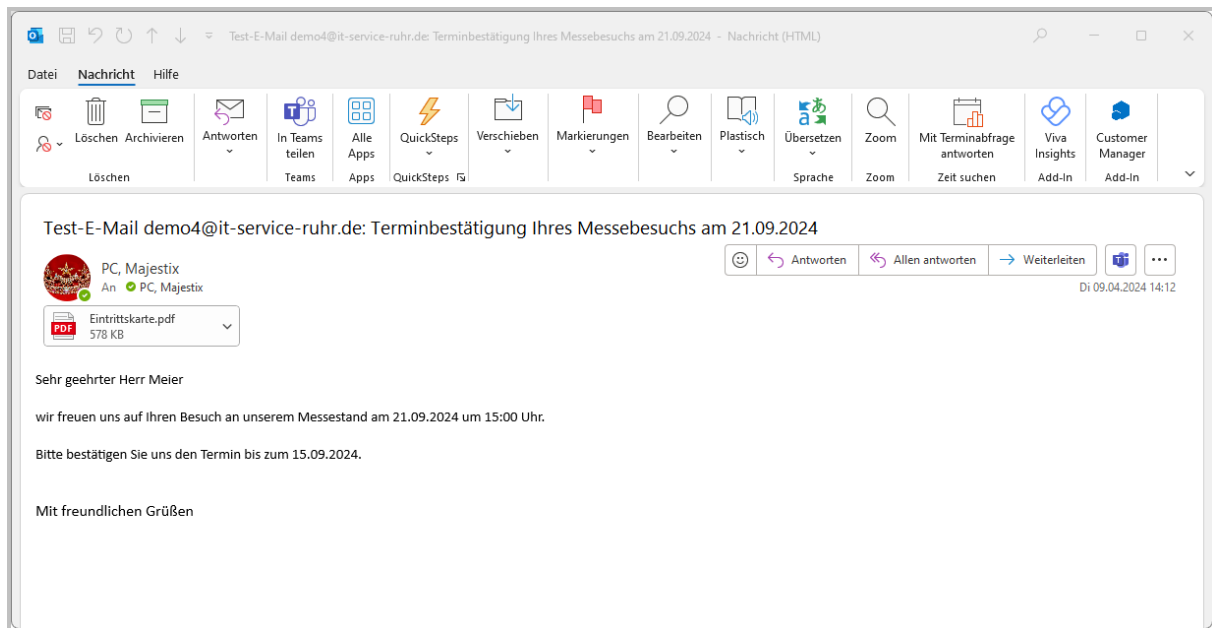 Test-E-Mail demo4@it-service-ruhr.de: Terminbestätigung Ihres Messebesuchs am 21.09.2024 - Nachricht (HTML)
Datei Nachricht Hilfe
Löschen Archivieren
Antworten
In Teams teilen
Alle Apps
QuickSteps
Verschieben
Markierungen
Bearbeiten
Plastisch
Übersetzen
Zoom
Mit Terminabfrage antworten
Viva Insights
Customer Manager
Löschen Teams Apps QuickSteps Sprache Zoom Zeit suchen Add-In Add-In
Test-E-Mail demo4@it-service-ruhr.de: Terminbestätigung Ihres Messebesuchs am 21.09.2024
PC, Majestix
An PC, Majestix
Antworten Allen antworten Weiterleiten
Di 09.04.2024 14:12
PDF
Eintrittskarte.pdf
578 KB
Sehr geehrter Herr Meier
wir freuen uns auf Ihren Besuch an unserem Messestand am 21.09.2024 um 15:00 Uhr.
Bitte bestätigen Sie uns den Termin bis zum 15.09.2024.
Mit freundlichen Grüßen